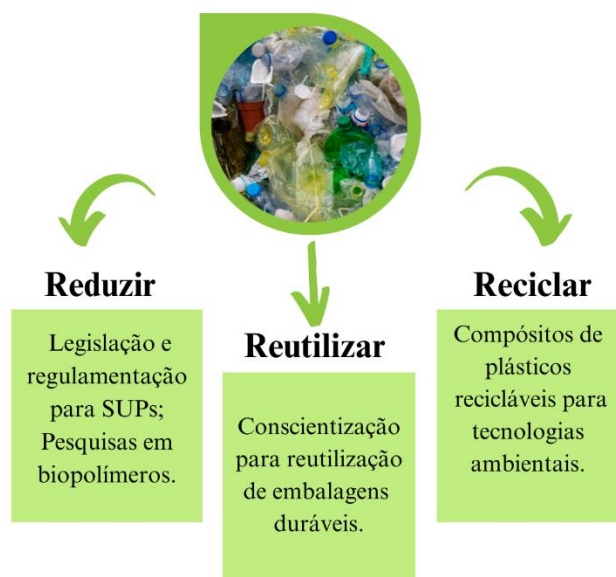 Reduzir
Legislação e
regulamentação
para SUPs;
Pesquisas em
biopolímeros.
Reutilizar
Conscientização
para reutilização
de embalagens
duráveis.
Reciclar
Compósitos de
plásticos
recicláveis para
tecnologias
ambientais.